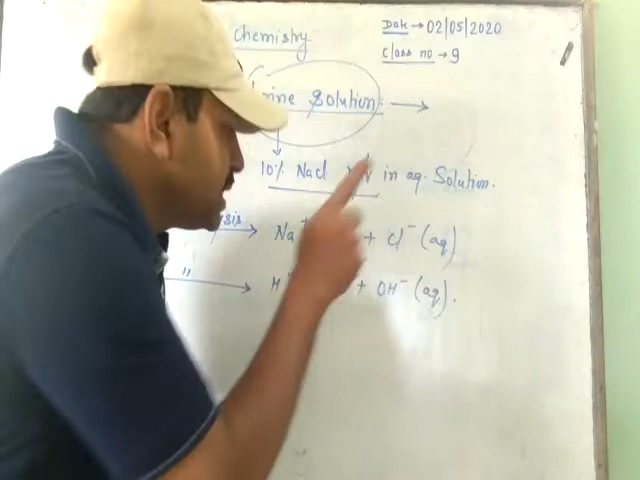 Chemistry
Date → 02/05/2020
Class no → 9
Solution: →
10% Nacl in aq. Solution.
Na + Cl⁻ (aq)
" → H + OH⁻ (aq).